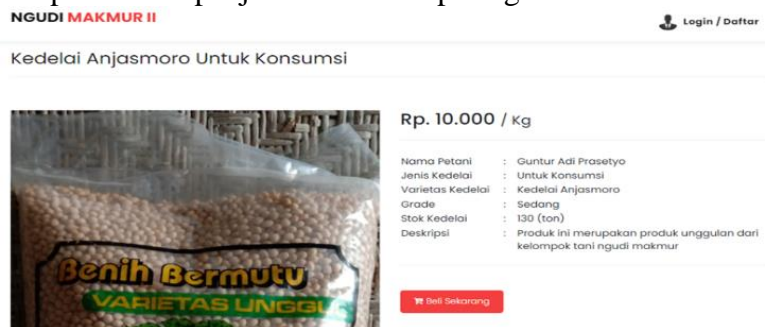 NGUDI MAKMUR II
Login / Daftar
Kedelai Anjasmoro Untuk Konsumsi
Rp. 10.000 / Kg
Nama Petani : Guntur Adi Prasetyo
Jenis Kedelai : Untuk Konsumsi
Varietas Kedelai : Kedelai Anjasmoro
Grade : Sedang
Stok Kedelai : 130 (ton)
Deskripsi : Produk ini merupakan produk unggulan dari
kelompok tani ngudi makmur
Beli Sekarang
Benih Bermutu
VARIETAS UNGGUL